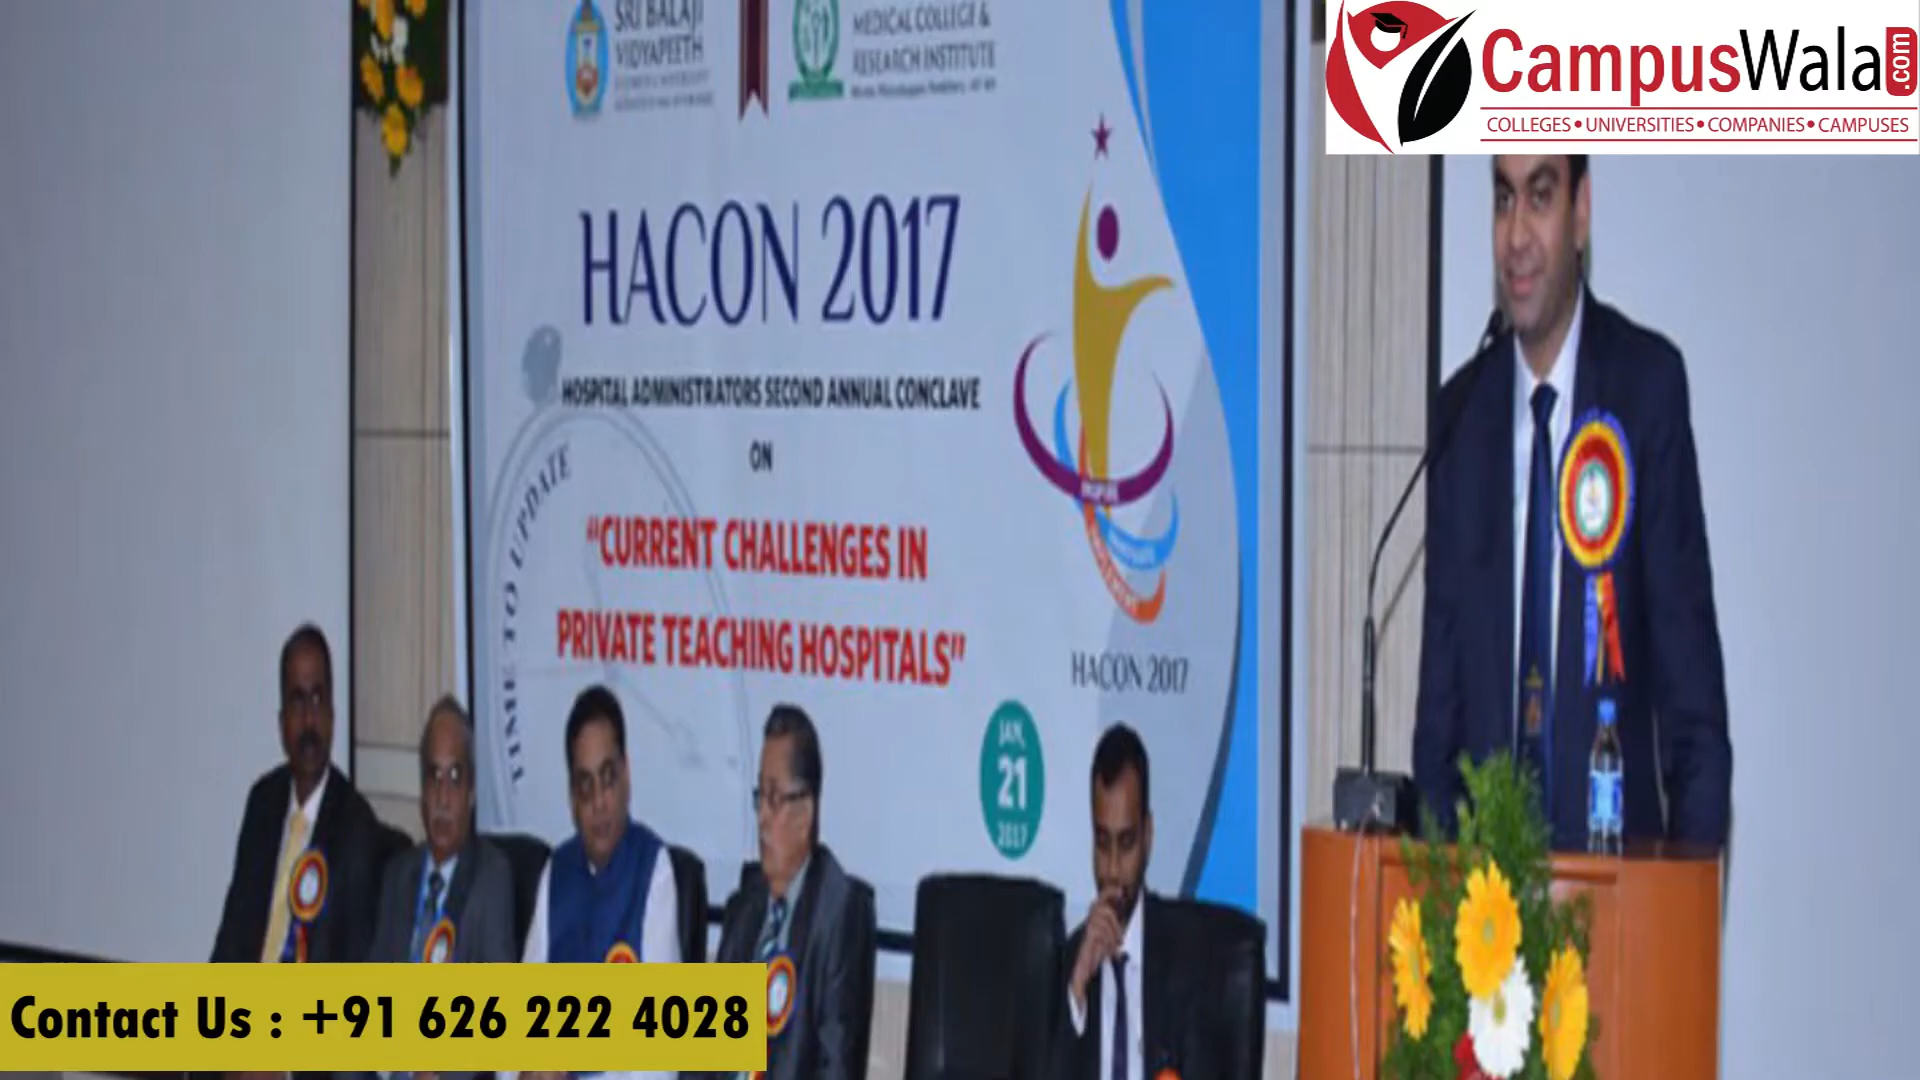 SRI BALAJI
VIDYAPEETH
MEDICAL COLLEGE &
RESEARCH INSTITUTE
HACON 2017
HOSPITAL ADMINISTRATORS SECOND ANNUAL CONCLAVE
ON
"CURRENT CHALLENGES IN
PRIVATE TEACHING HOSPITALS"
TIME TO UPDATE
HACON 2017
JAN,
21
2017
CampusWala.com
COLLEGES • UNIVERSITIES • COMPANIES • CAMPUSES
Contact Us : +91 626 222 4028